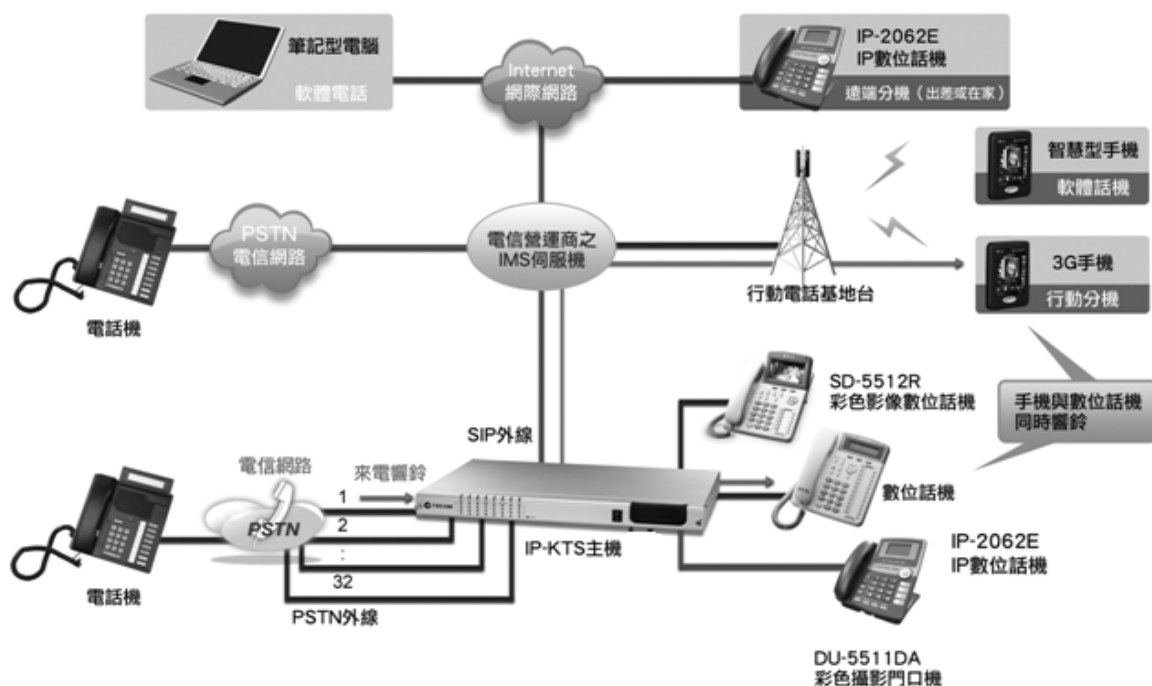 筆記型電腦
軟體電話
Internet
網際網路
IP-2062E
IP數位話機
遠端分機（出差或在家）
智慧型手機
軟體話機
PSTN
電信網路
電信營運商之
IMS伺服機
行動電話基地台
3G手機
行動分機
電話機
SD-5512R
彩色影像數位話機
手機與數位話機
同時響鈴
SIP外線
電信網路
來電響鈴
1
2
:
32
PSTN
數位話機
IP-KTS主機
IP-2062E
IP數位話機
電話機
PSTN外線
DU-5511DA
彩色攝影門口機